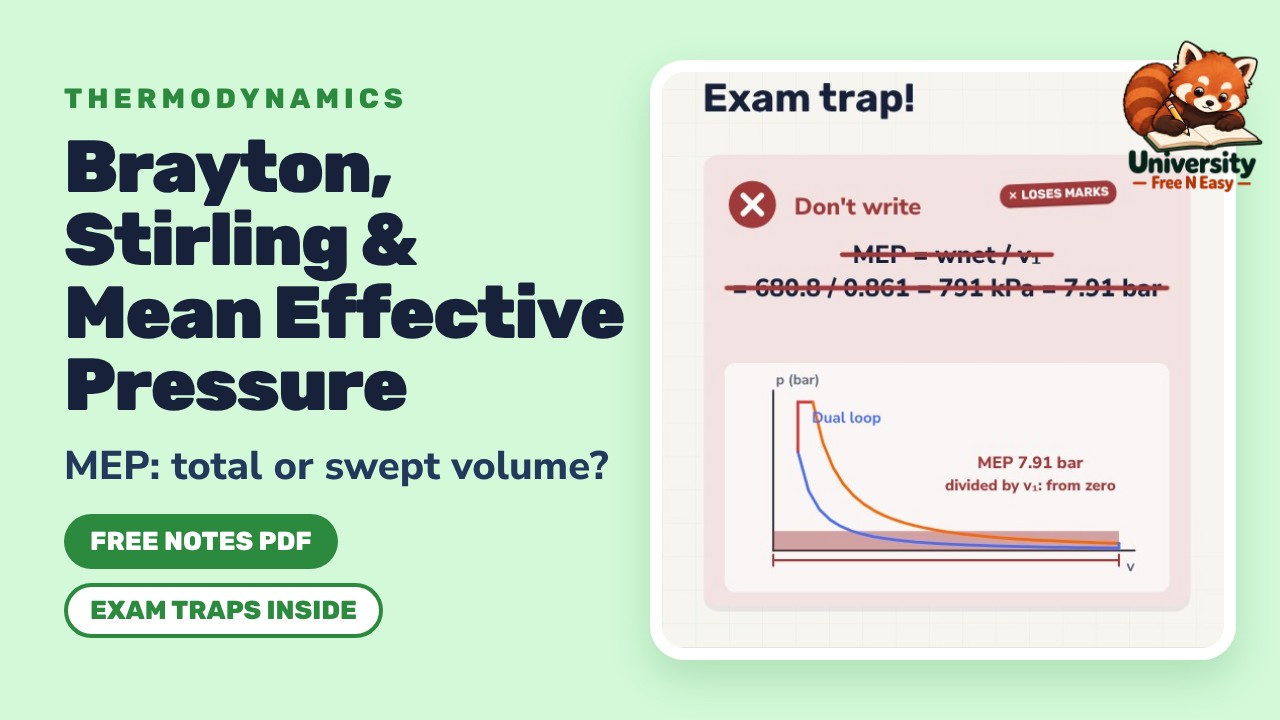 THERMODYNAMICS
Brayton,
Stirling &
Mean Effective
Pressure
MEP: total or swept volume?
FREE NOTES PDF
EXAM TRAPS INSIDE
Exam trap!
Don't write
× LOSES MARKS
MEP = wnet / v₁
= 680.8 / 0.861 = 791 kPa = 7.91 bar
p (bar)
Dual loop
MEP 7.91 bar
divided by v₁: from zero
v
University
Free N Easy